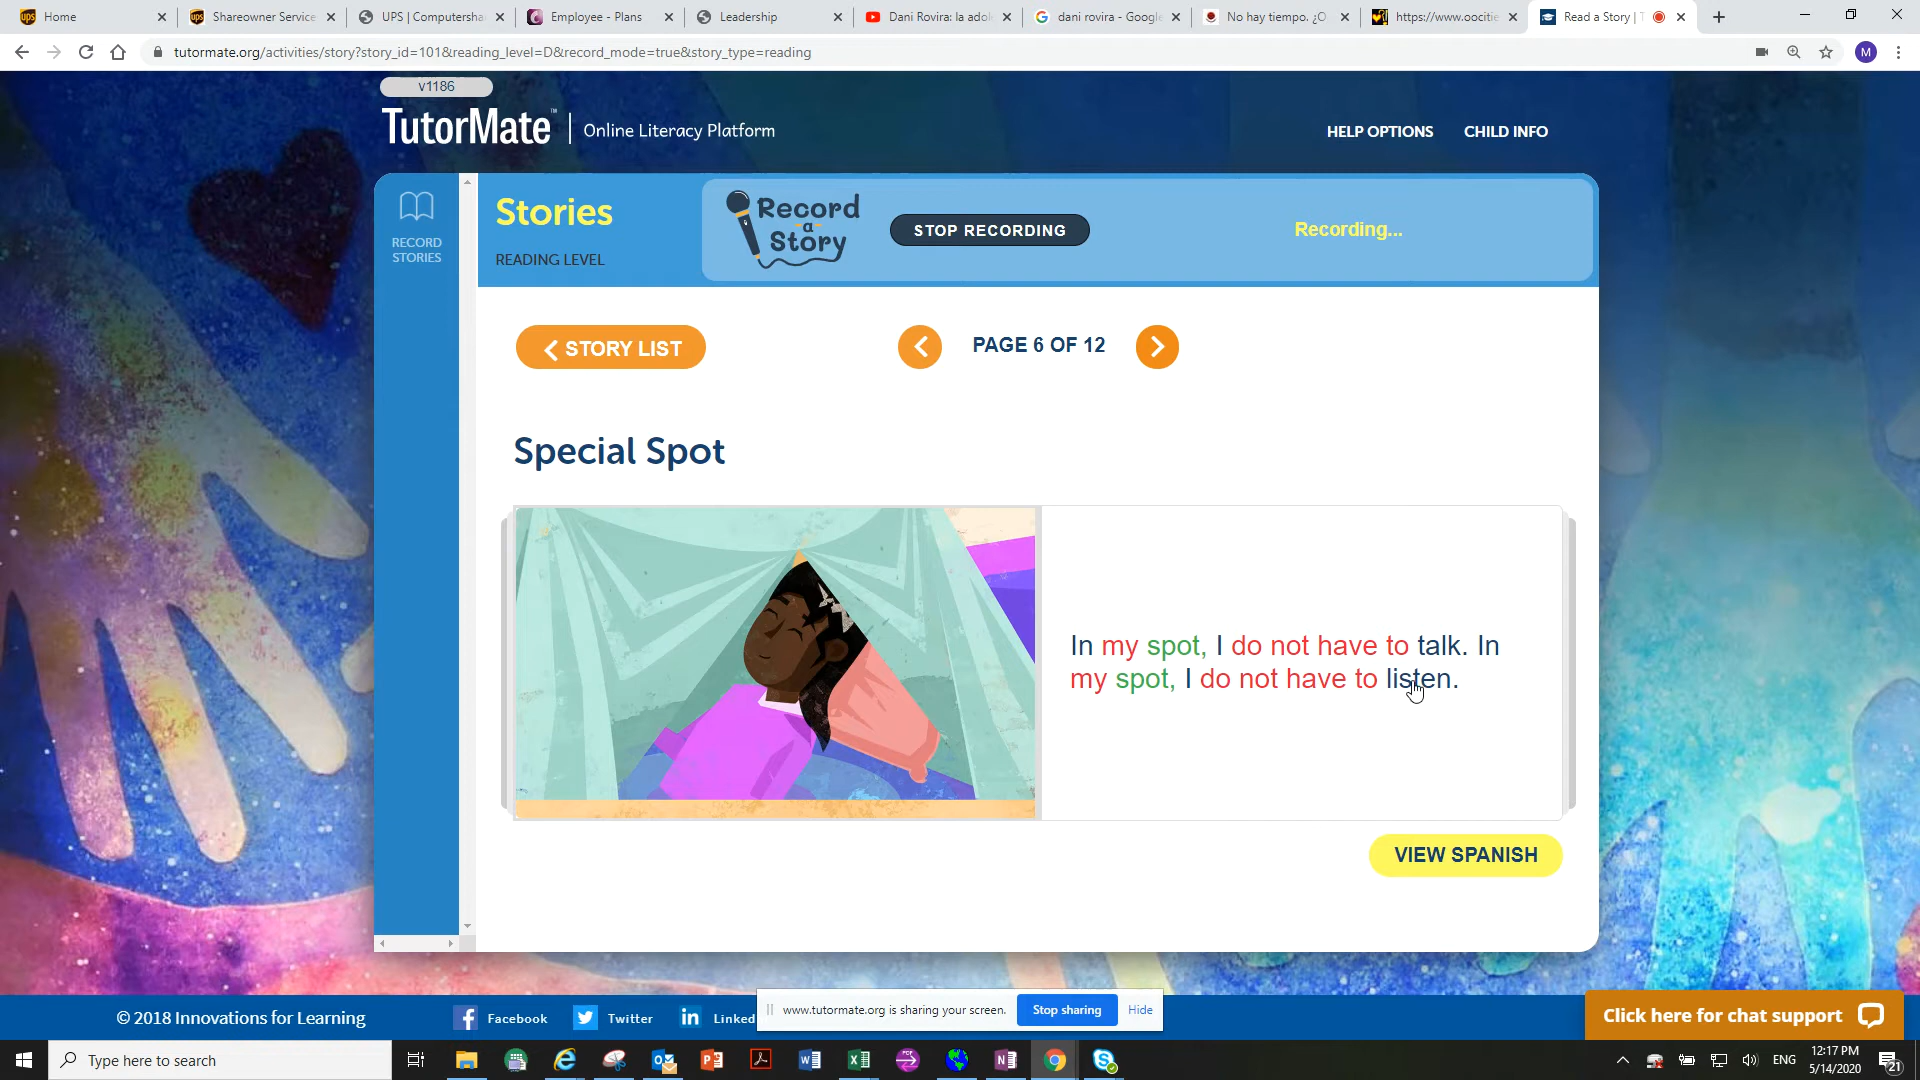 Home
Shareowner Service
UPS | Computersha
Employee - Plans
Leadership
Dani Rovira: la adol
dani rovira - Google
No hay tiempo. ¿O
https://www.oocitie
Read a Story | T
tutormate.org/activities/story?story_id=101&reading_level=D&record_mode=true&story_type=reading
M
v1186
TutorMate™ | Online Literacy Platform
HELP OPTIONS
CHILD INFO
RECORD
STORIES
Stories
READING LEVEL
Record
a
Story
STOP RECORDING
Recording...
STORY LIST
PAGE 6 OF 12
Special Spot
In my spot, I do not have to talk. In
my spot, I do not have to listen.
VIEW SPANISH
© 2018 Innovations for Learning
Facebook
Twitter
Linked
www.tutormate.org is sharing your screen.
Stop sharing
Hide
Click here for chat support
Type here to search
ENG
12:17 PM
5/14/2020
21